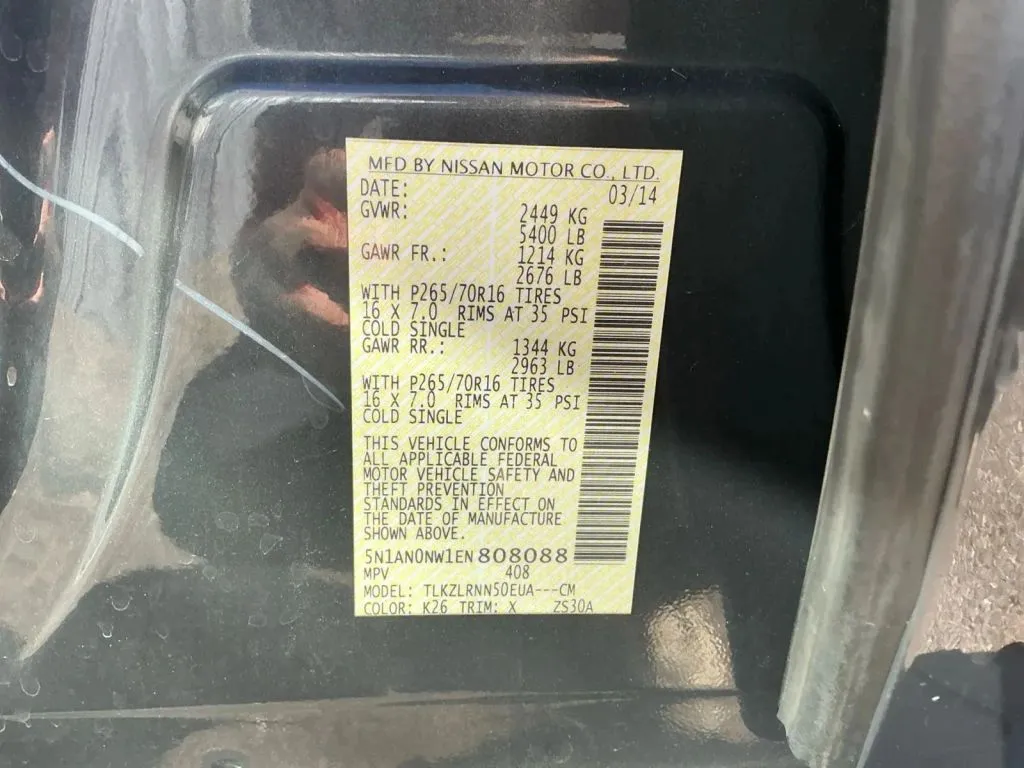 MFD BY NISSAN MOTOR CO., LTD.
DATE: 03/14
GVWR: 2449 KG
5400 LB
GAWR FR.: 1214 KG
2676 LB
WITH P265/70R16 TIRES
16 X 7.0 RIMS AT 35 PSI
COLD SINGLE
GAWR RR.: 1344 KG
2963 LB
WITH P265/70R16 TIRES
16 X 7.0 RIMS AT 35 PSI
COLD SINGLE
THIS VEHICLE CONFORMS TO
ALL APPLICABLE FEDERAL
MOTOR VEHICLE SAFETY AND
THEFT PREVENTION
STANDARDS IN EFFECT ON
THE DATE OF MANUFACTURE
SHOWN ABOVE.
5N1AN0NW1EN808088
MPV 408
MODEL: TLKZLRNN50EUA---CM
COLOR: K26 TRIM: X ZS30A